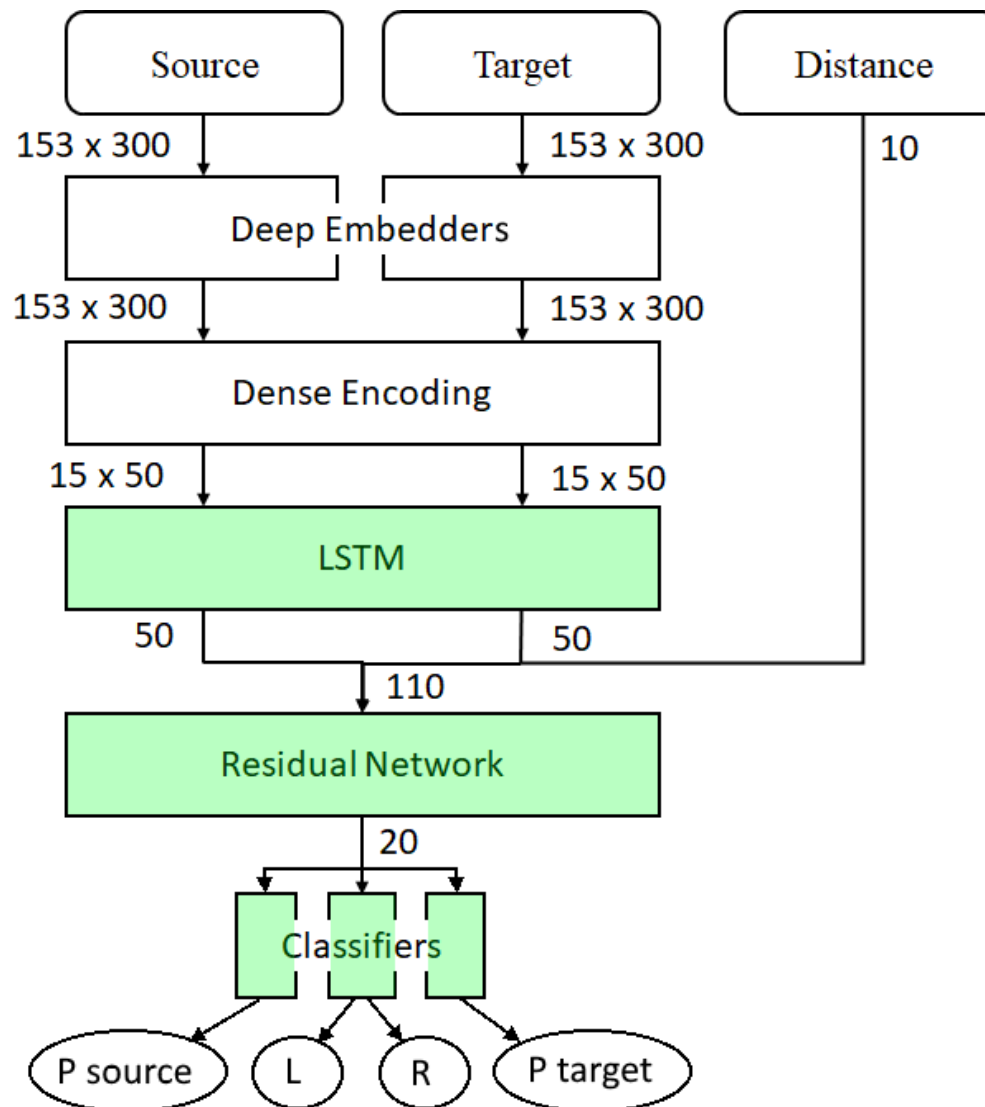 Source Target Distance
153 x 300 153 x 300 10
Deep Embedders
153 x 300 153 x 300
Dense Encoding
15 x 50 15 x 50
LSTM
50 50
110
Residual Network
20
Classifiers
P source L R P target